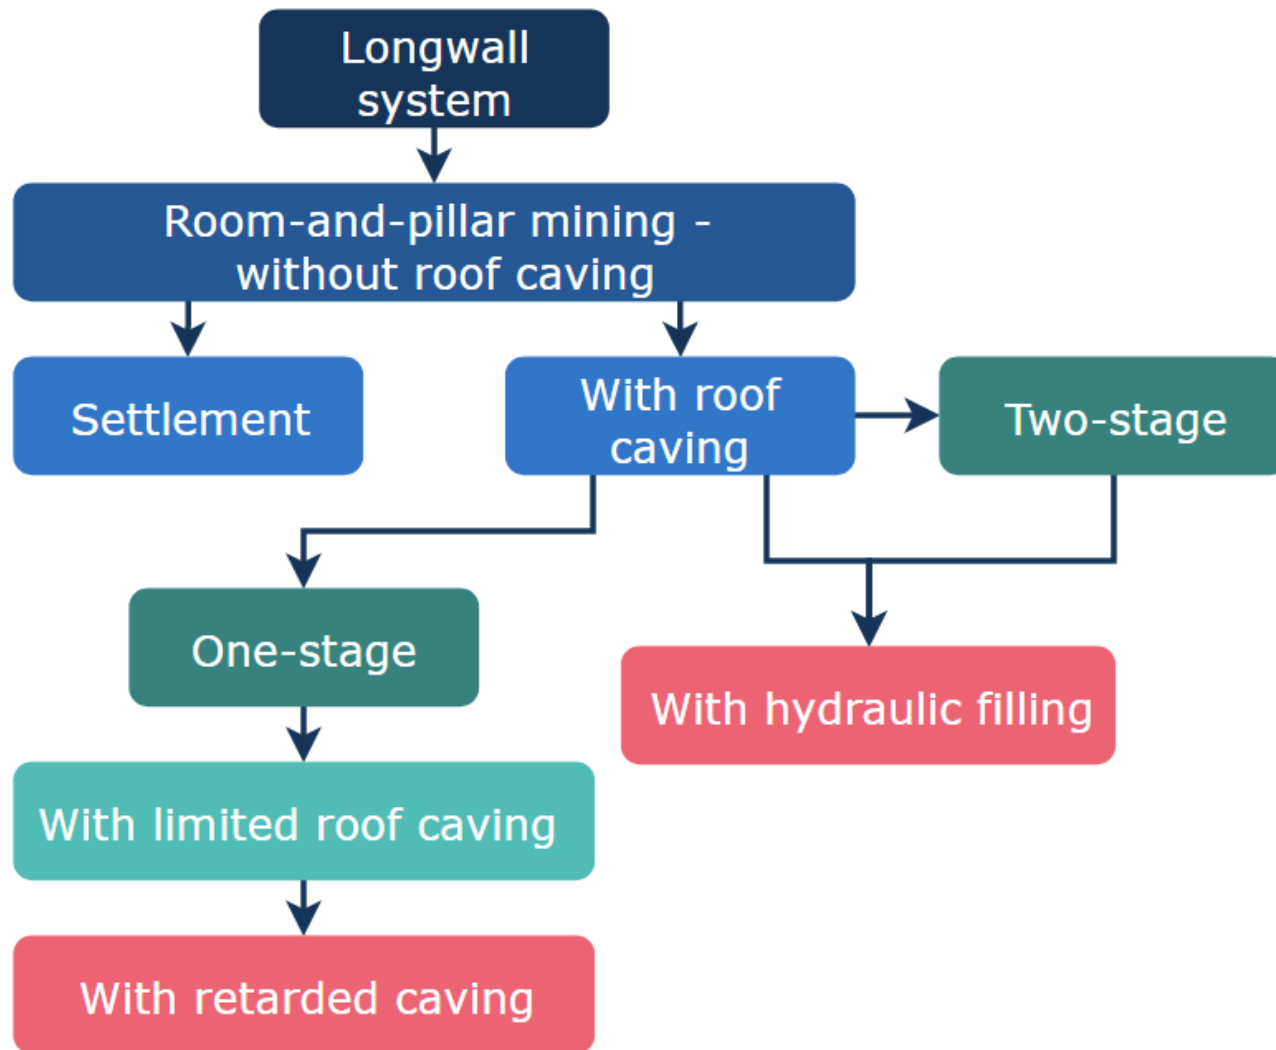 Longwall
system
Room-and-pillar mining -
without roof caving
Settlement
With roof
caving
Two-stage
One-stage
With hydraulic filling
With limited roof caving
With retarded caving